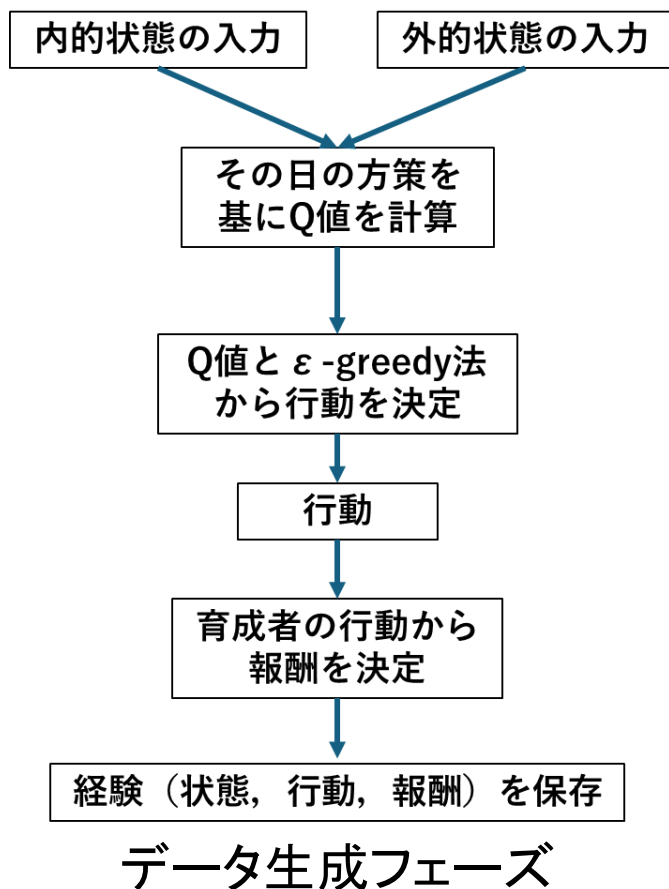 内的状態の入力
外的状態の入力
その日の方策を
基にQ値を計算
Q値とε-greedy法
から行動を決定
行動
育成者の行動から
報酬を決定
経験（状態，行動，報酬）を保存
データ生成フェーズ